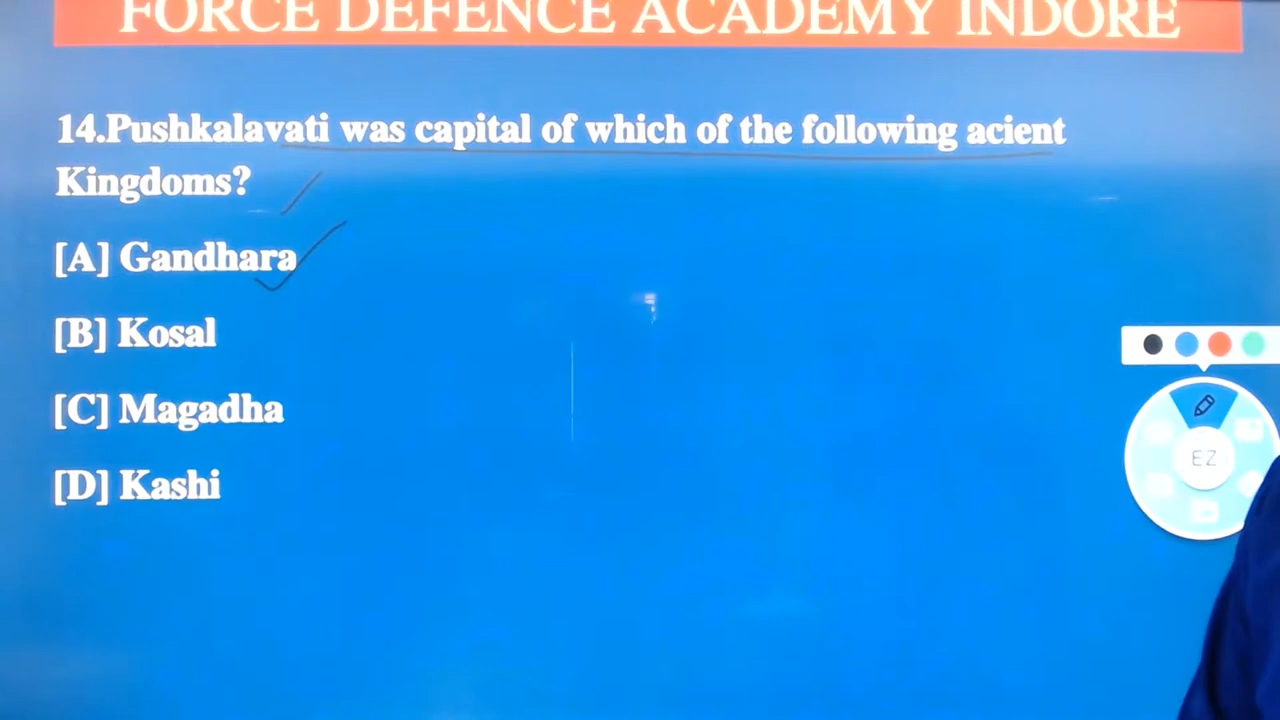 FORCE DEFENCE ACADEMY INDORE
14.Pushkalavati was capital of which of the following acient
Kingdoms?
[A] Gandhara
[B] Kosal
[C] Magadha
[D] Kashi
EZ